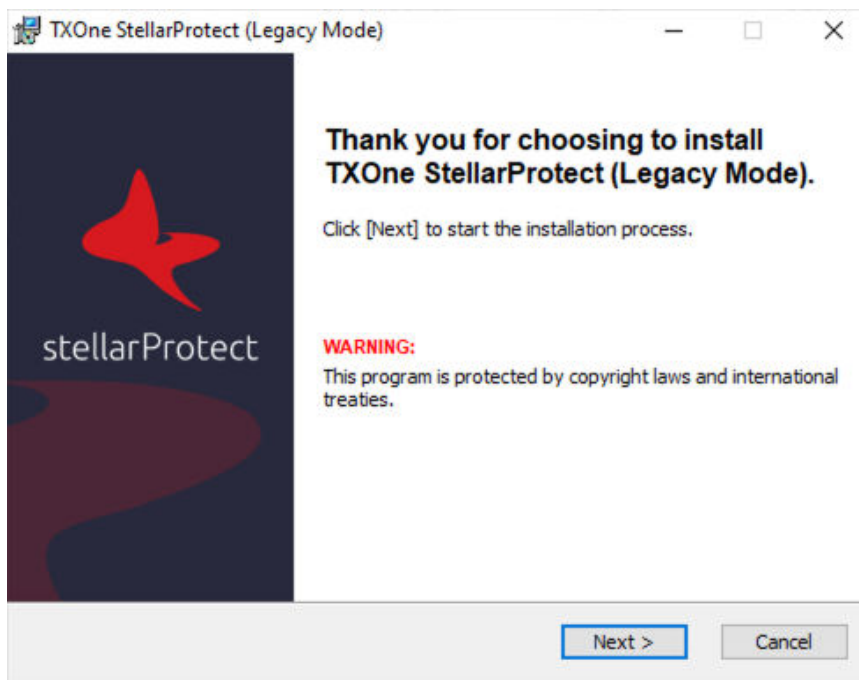 TXOne StellarProtect (Legacy Mode)
Thank you for choosing to install
TXOne StellarProtect (Legacy Mode).
Click [Next] to start the installation process.
stellarProtect
WARNING:
This program is protected by copyright laws and international
treaties.
Next >
Cancel